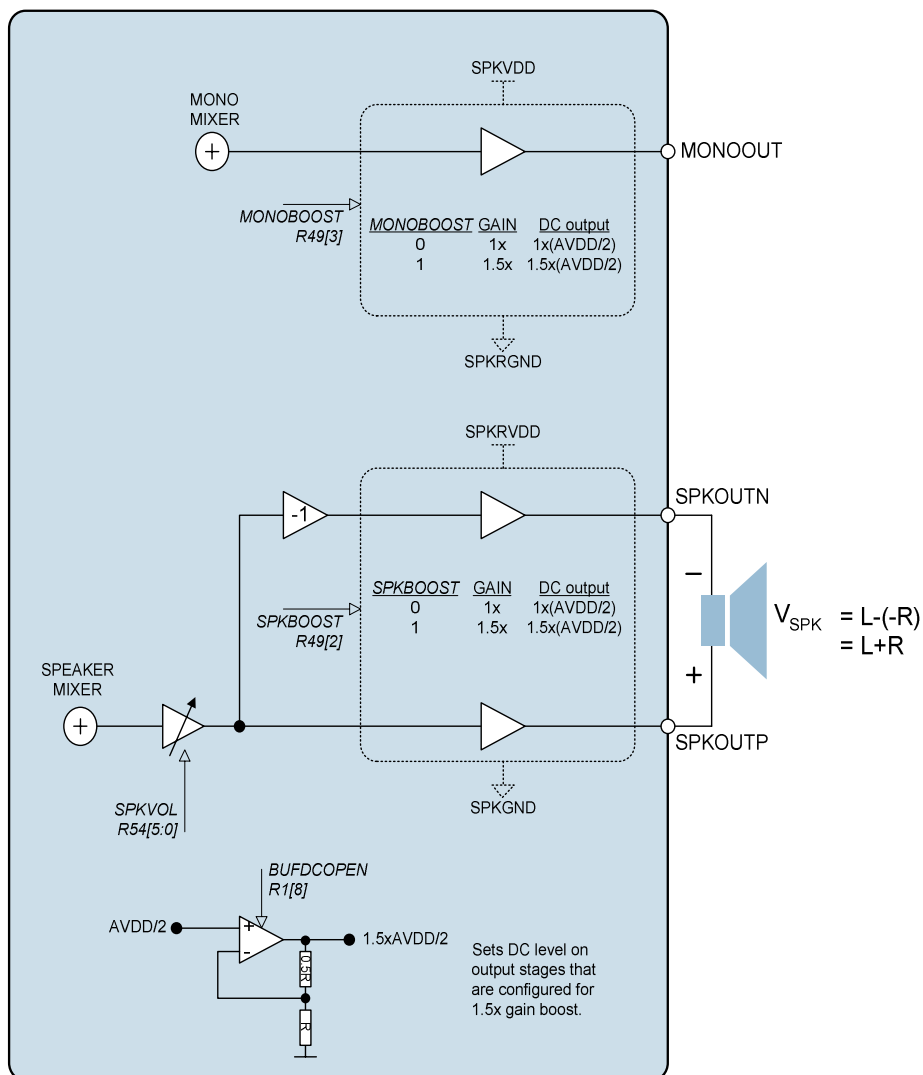 SPKVDD
MONO
MIXER
+
MONOOUT
MONOBOOST
R49[3]
MONOBOOST GAIN DC output
0 1x 1x(AVDD/2)
1 1.5x 1.5x(AVDD/2)
SPKRGND
SPKRVDD
-1
SPKOUTN
SPKBOOST
R49[2]
SPKBOOST GAIN DC output
0 1x 1x(AVDD/2)
1 1.5x 1.5x(AVDD/2)
−
+
VSPK = L-(-R)
= L+R
SPEAKER
MIXER
+
SPKOUTP
SPKGND
SPKVOL
R54[5:0]
BUFDCOPEN
R1[8]
AVDD/2
+
-
1.5xAVDD/2
0.5R
R
Sets DC level on
output stages that
are configured for
1.5x gain boost.